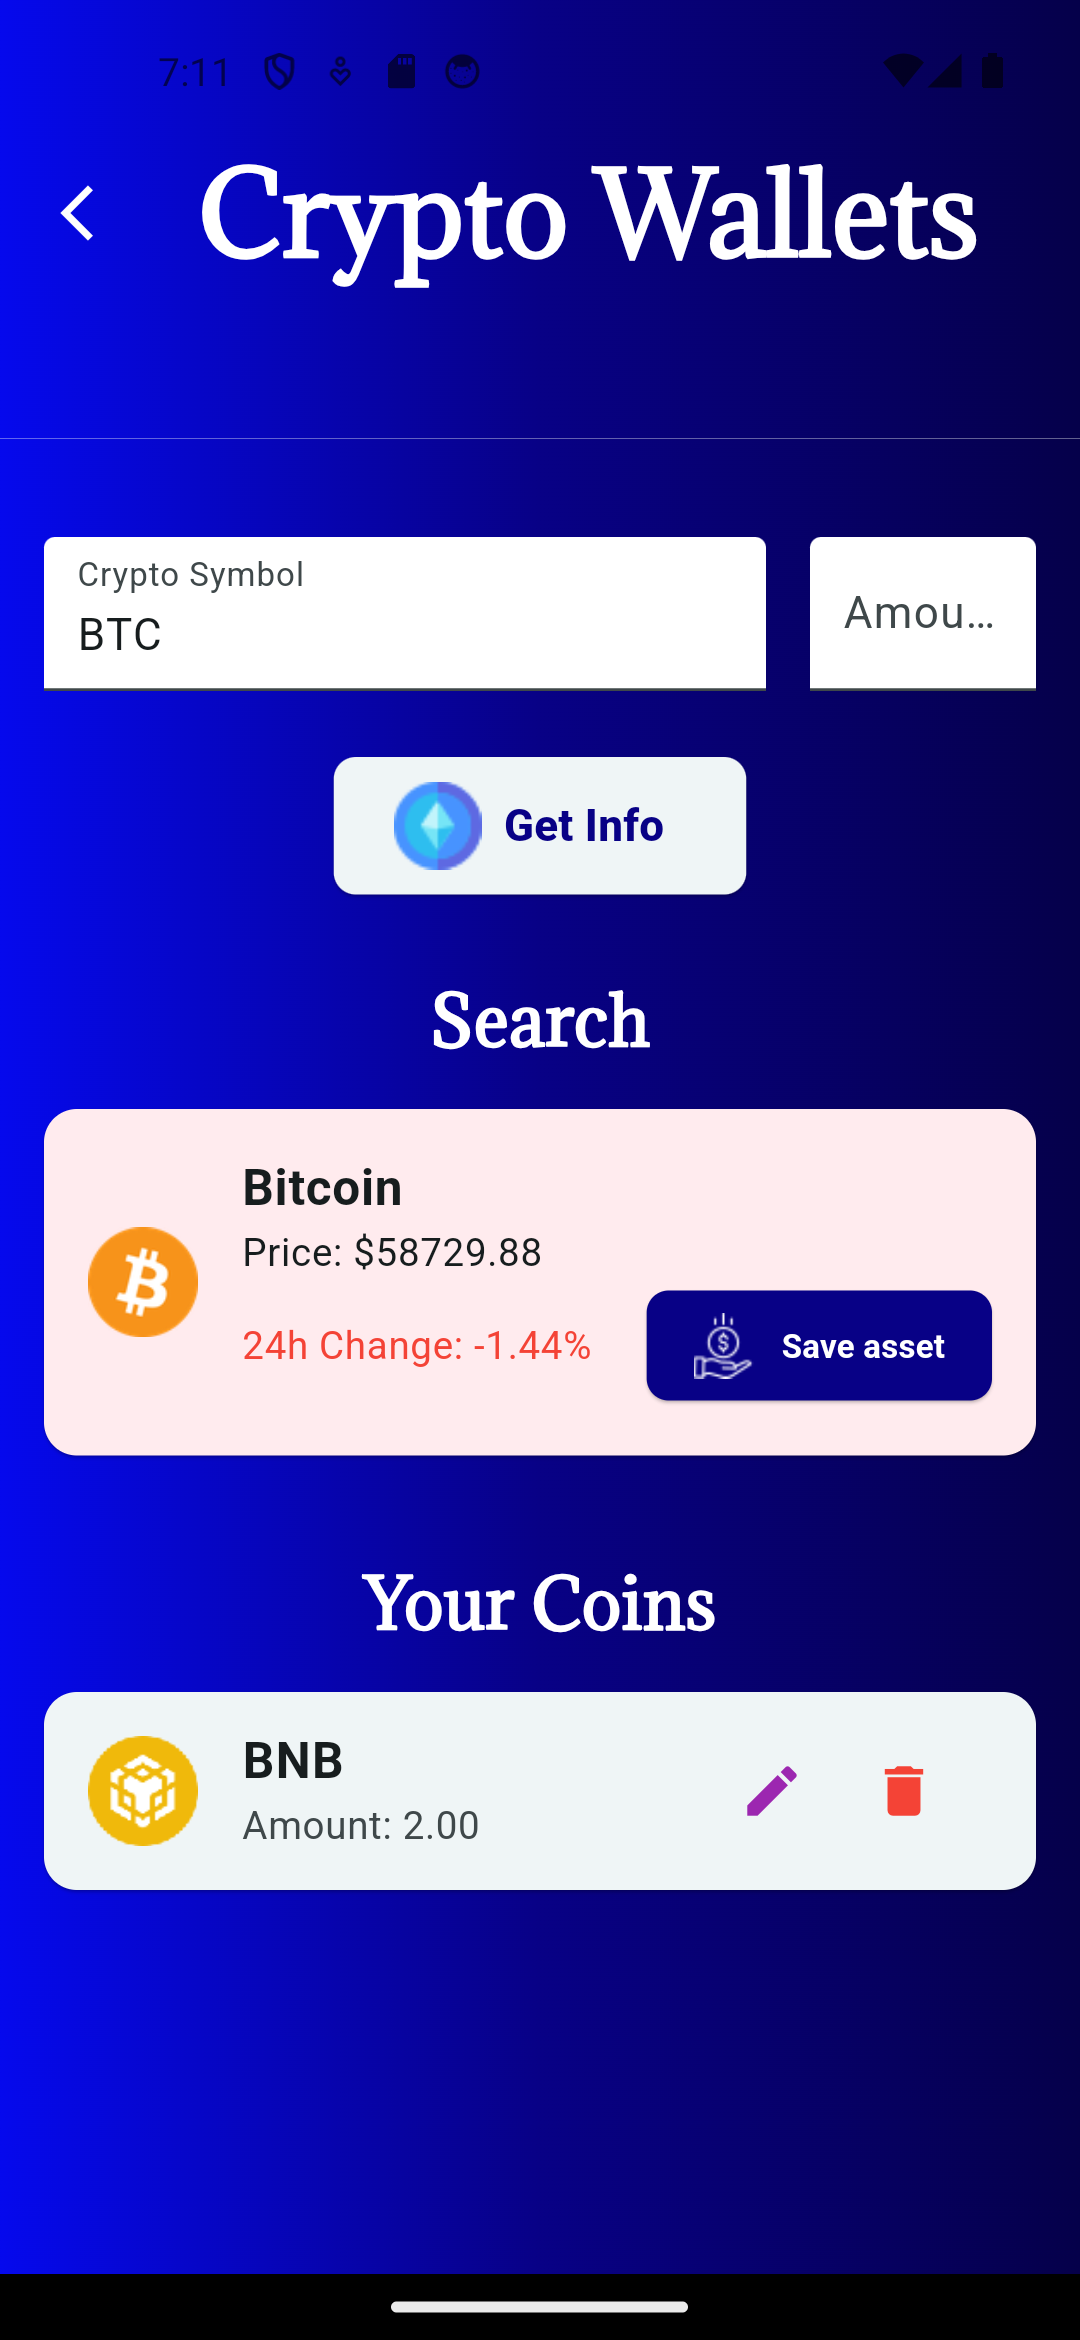 7:11
Crypto Wallets
Crypto Symbol
BTC
Amou...
Get Info
Search
Bitcoin
Price: $58729.88
24h Change: -1.44%
Save asset
Your Coins
BNB
Amount: 2.00